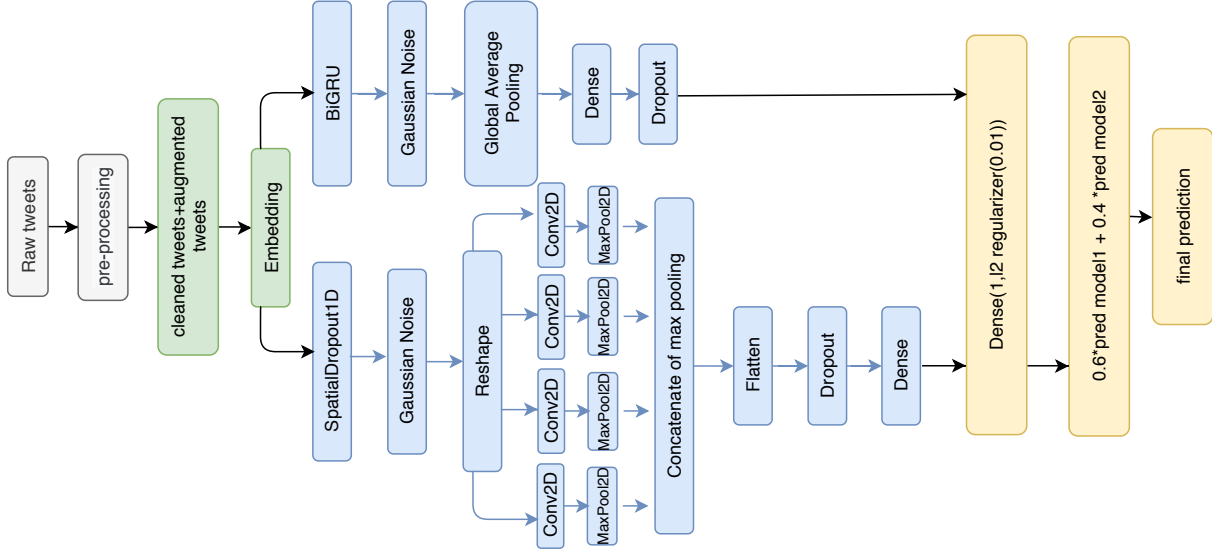 Raw tweets
pre-processing
cleaned tweets+augmented
tweets
Embedding
BiGRU
Gaussian Noise
Global Average
Pooling
Dense
Dropout
SpatialDropout1D
Gaussian Noise
Reshape
Conv2D
MaxPool2D
Conv2D
MaxPool2D
Conv2D
MaxPool2D
Conv2D
MaxPool2D
Concatenate of max pooling
Flatten
Dropout
Dense
Dense(1,l2 regularizer(0.01))
0.6*pred model1 + 0.4 *pred model2
final prediction